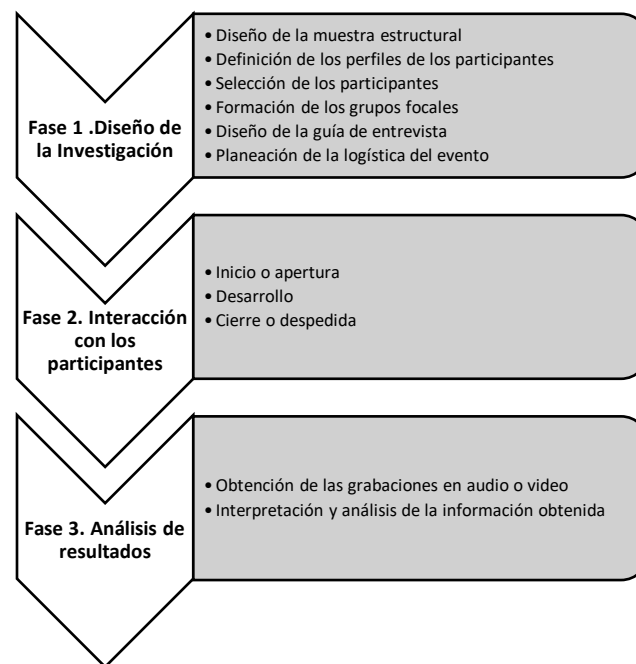 Fase 1 .Diseño de
la Investigación
• Diseño de la muestra estructural
• Definición de los perfiles de los participantes
• Selección de los participantes
• Formación de los grupos focales
• Diseño de la guía de entrevista
• Planeación de la logística del evento
Fase 2. Interacción
con los
participantes
• Inicio o apertura
• Desarrollo
• Cierre o despedida
Fase 3. Análisis de
resultados
• Obtención de las grabaciones en audio o video
• Interpretación y análisis de la información obtenida